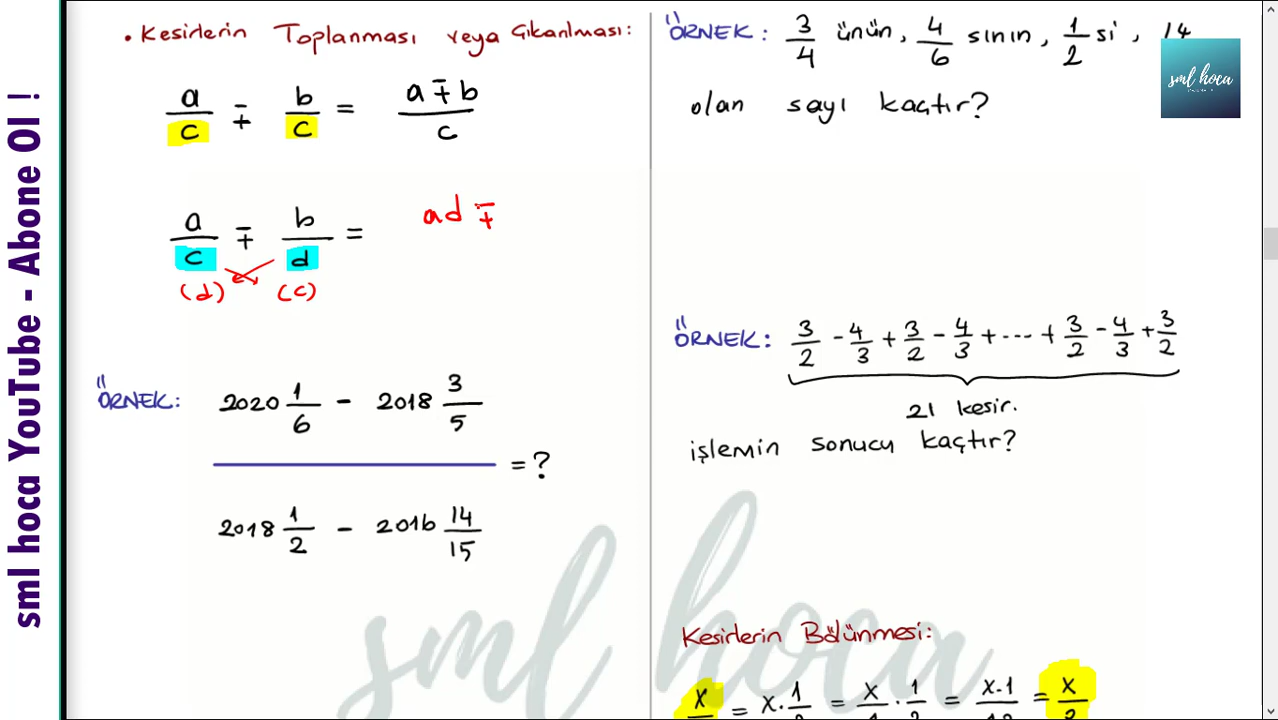 sml hoca YouTube - Abone Ol !
• Kesirlerin Toplanması veya Çıkarılması:
a/c ∓ b/c = a ∓ b / c
a/c ∓ b/d = ad ∓
(d) (c)
ÖRNEK: 2020 1/6 - 2018 3/5
= ?
2018 1/2 - 2016 14/15
ÖRNEK: 3/4 ünün, 4/6 sının, 1/2 si, 14
olan sayı kaçtır?
sml hoca
ÖRNEK: 3/2 - 4/3 + 3/2 - 4/3 + ... + 3/2 - 4/3 + 3/2
21 kesir.
işlemin sonucu kaçtır?
sml hoca
Kesirlerin Bölünmesi: